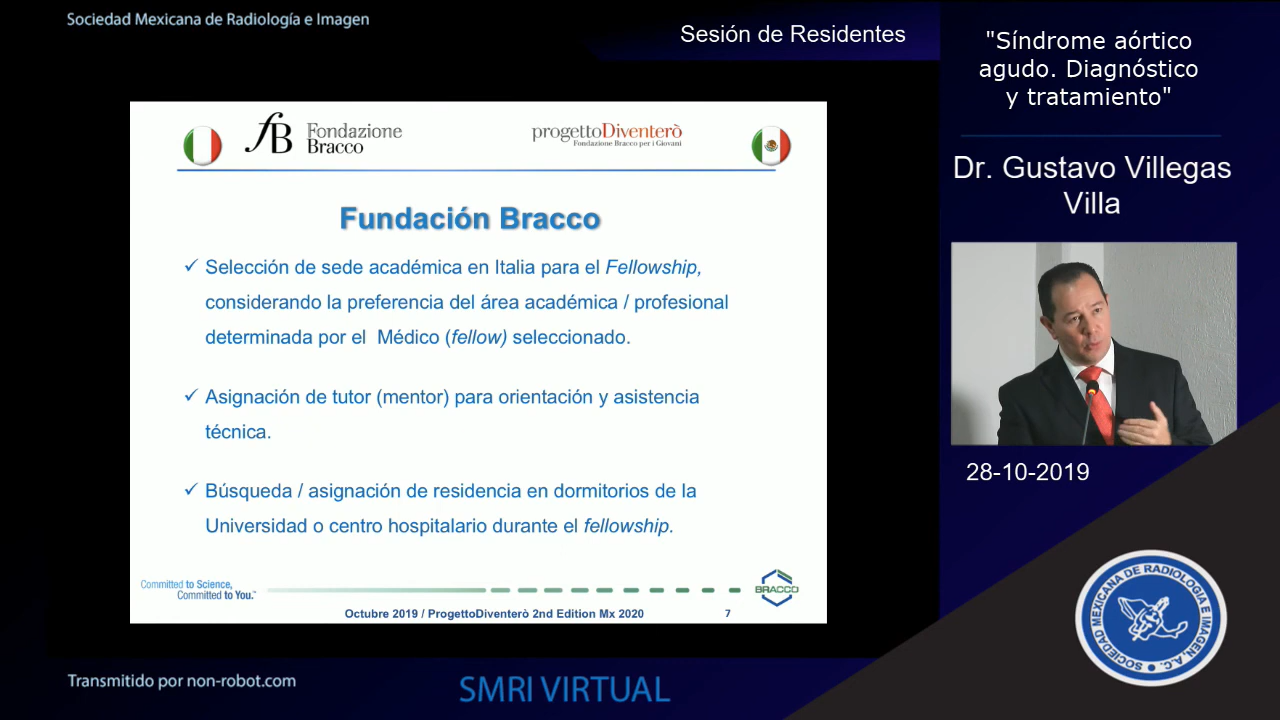 Sociedad Mexicana de Radiología e Imagen
Sesión de Residentes
"Síndrome aórtico
agudo. Diagnóstico
y tratamiento"
Dr. Gustavo Villegas
Villa
28-10-2019
fB Fondazione
Bracco
progettoDiventerò
Fondazione Bracco per i Giovani
Fundación Bracco
✓ Selección de sede académica en Italia para el Fellowship,
considerando la preferencia del área académica / profesional
determinada por el Médico (fellow) seleccionado.
✓ Asignación de tutor (mentor) para orientación y asistencia
técnica.
✓ Búsqueda / asignación de residencia en dormitorios de la
Universidad o centro hospitalario durante el fellowship.
Committed to Science,
Committed to You.™
BRACCO
Octubre 2019 / ProgettoDiventerò 2nd Edition Mx 2020 7
SOCIEDAD MEXICANA DE RADIOLOGIA E IMAGEN, A.C.
Transmitido por non-robot.com
SMRI VIRTUAL